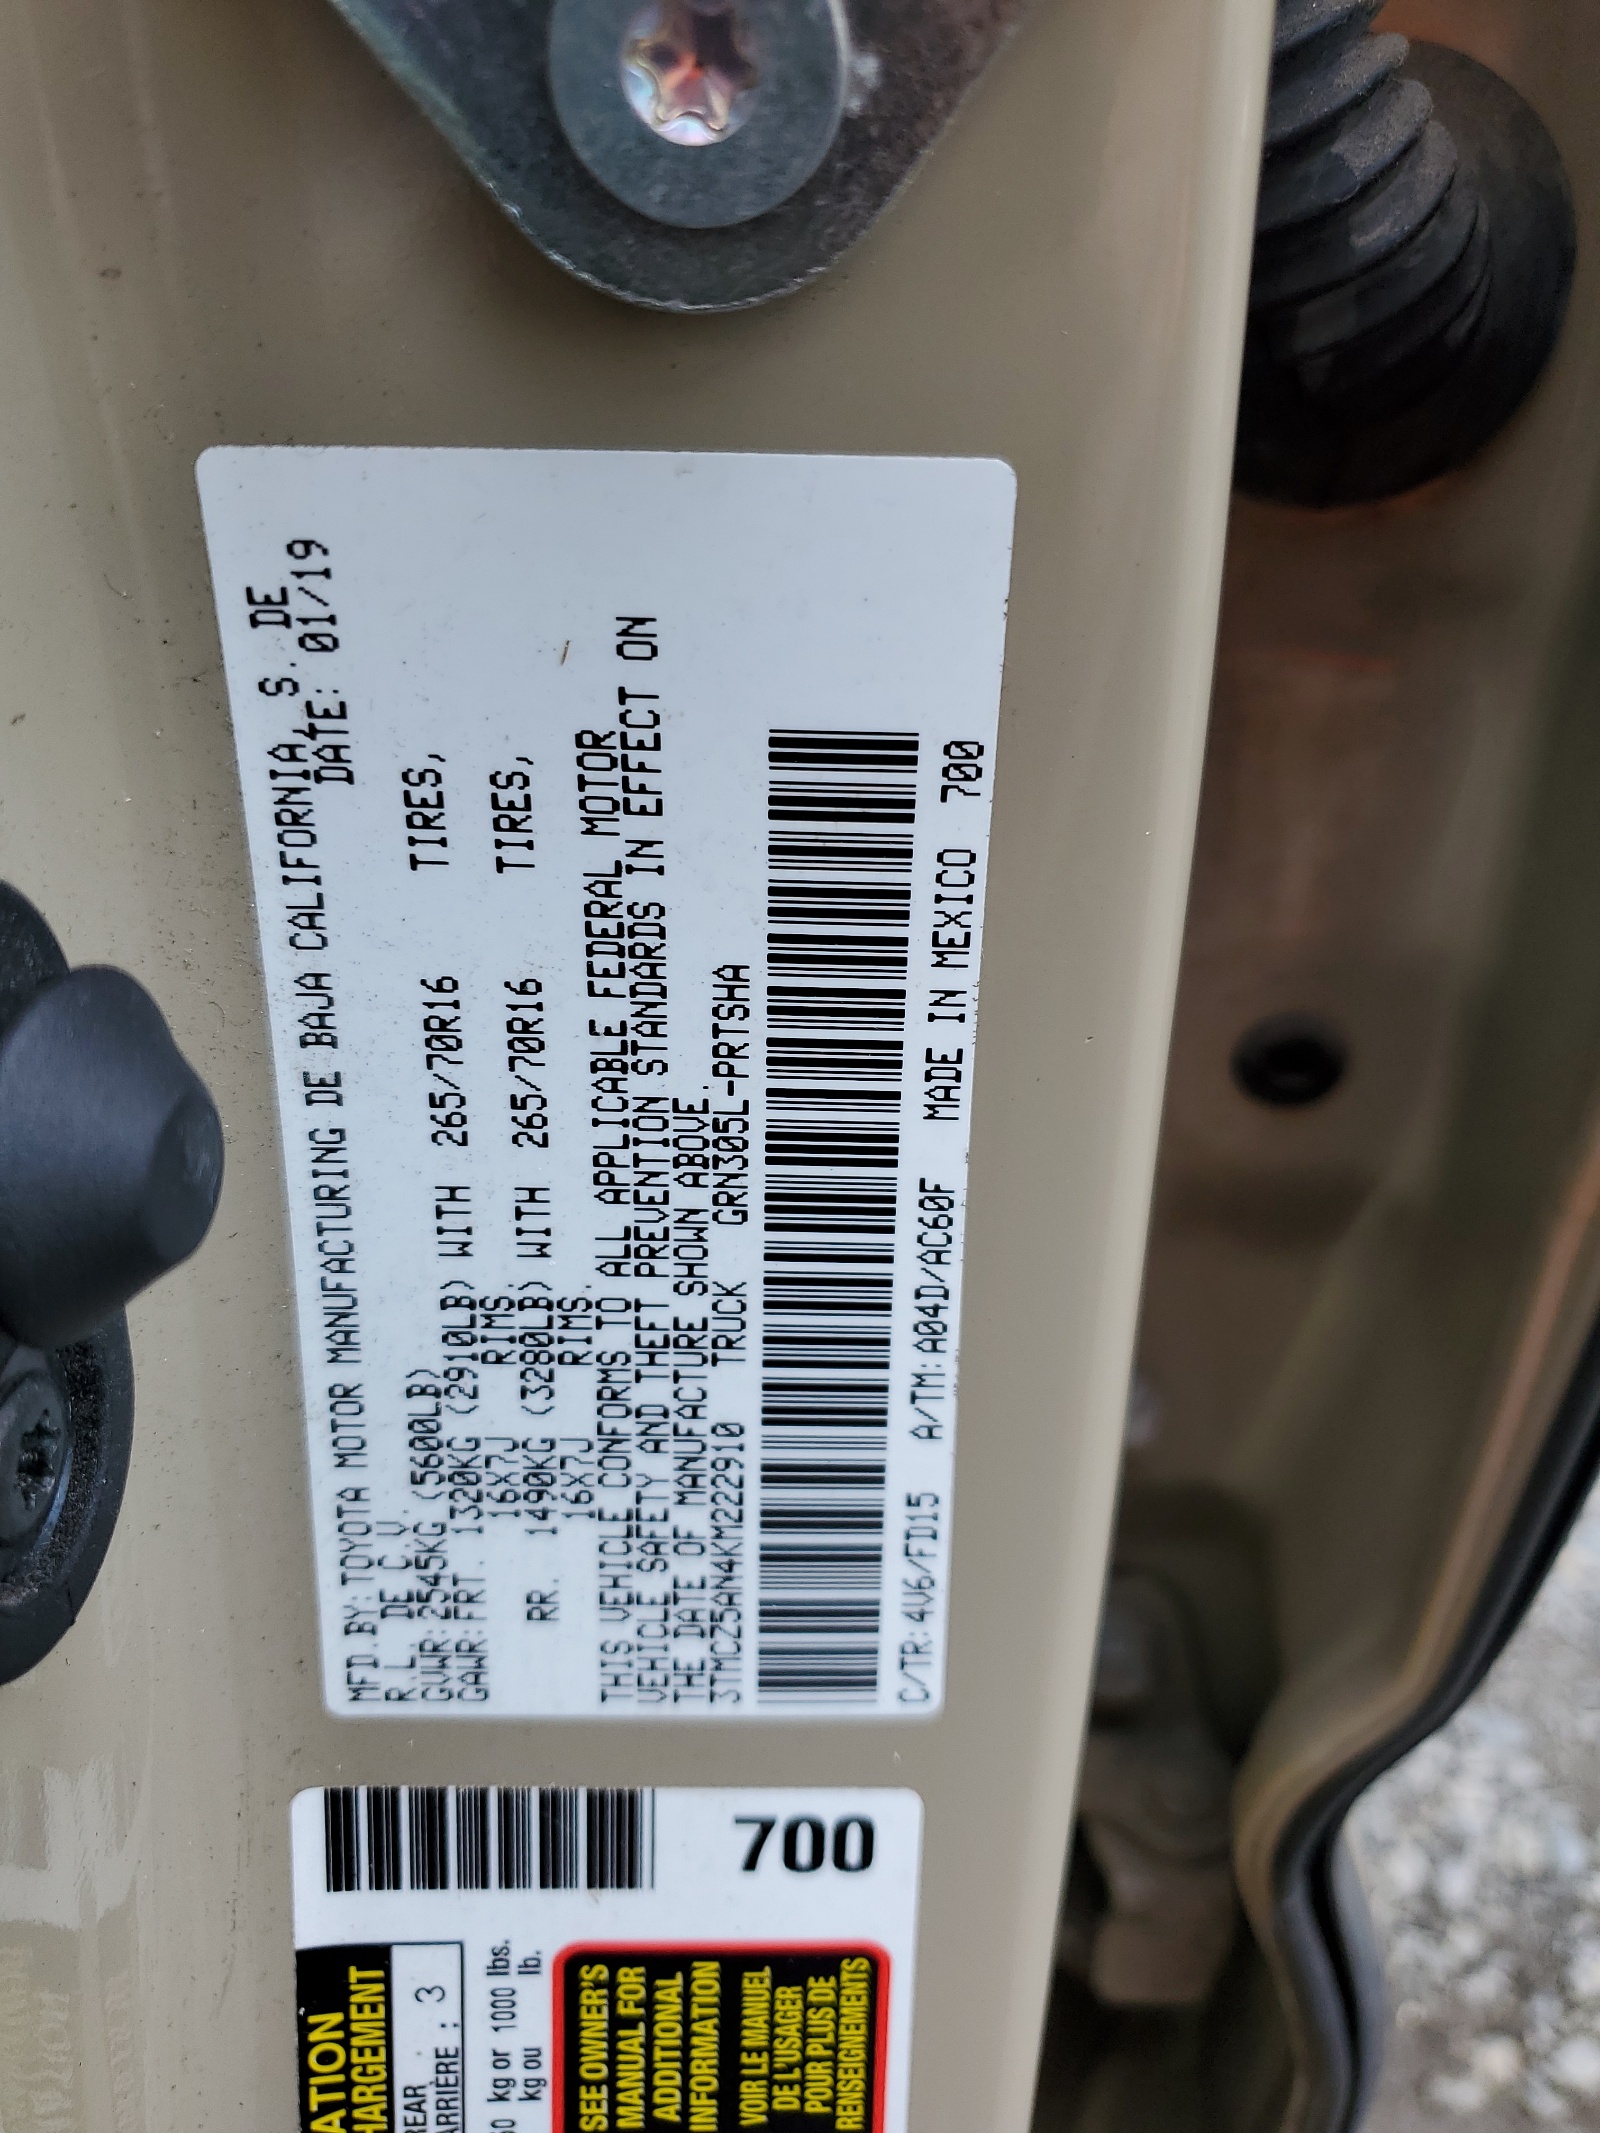 MFD.BY:TOYOTA MOTOR MANUFACTURING DE BAJA CALIFORNIA, S. DE
R.L. DE C.V. DATE: 01/19
GVWR:2545KG (5600LB)
GAWR:FRT. 1320KG (2910LB) WITH 265/70R16 TIRES,
16X7J RIMS
RR. 1490KG (3280LB) WITH 265/70R16 TIRES,
16X7J RIMS.
THIS VEHICLE CONFORMS TO ALL APPLICABLE FEDERAL MOTOR
VEHICLE SAFETY AND THEFT PREVENTION STANDARDS IN EFFECT ON
THE DATE OF MANUFACTURE SHOWN ABOVE.
3TMCZ5AN4KM222910 TRUCK GRN305L-PRTSHA
C/TR:4V6/FD15 A/TM:A04D/AC60F MADE IN MEXICO 700
700
REAR
ARRIÈRE : 3
kg or 1000 lbs.
kg ou lb.
SEE OWNER'S
MANUAL FOR
ADDITIONAL
INFORMATION
VOIR LE MANUEL
DE L'USAGER
POUR PLUS DE
RENSEIGNEMENTS